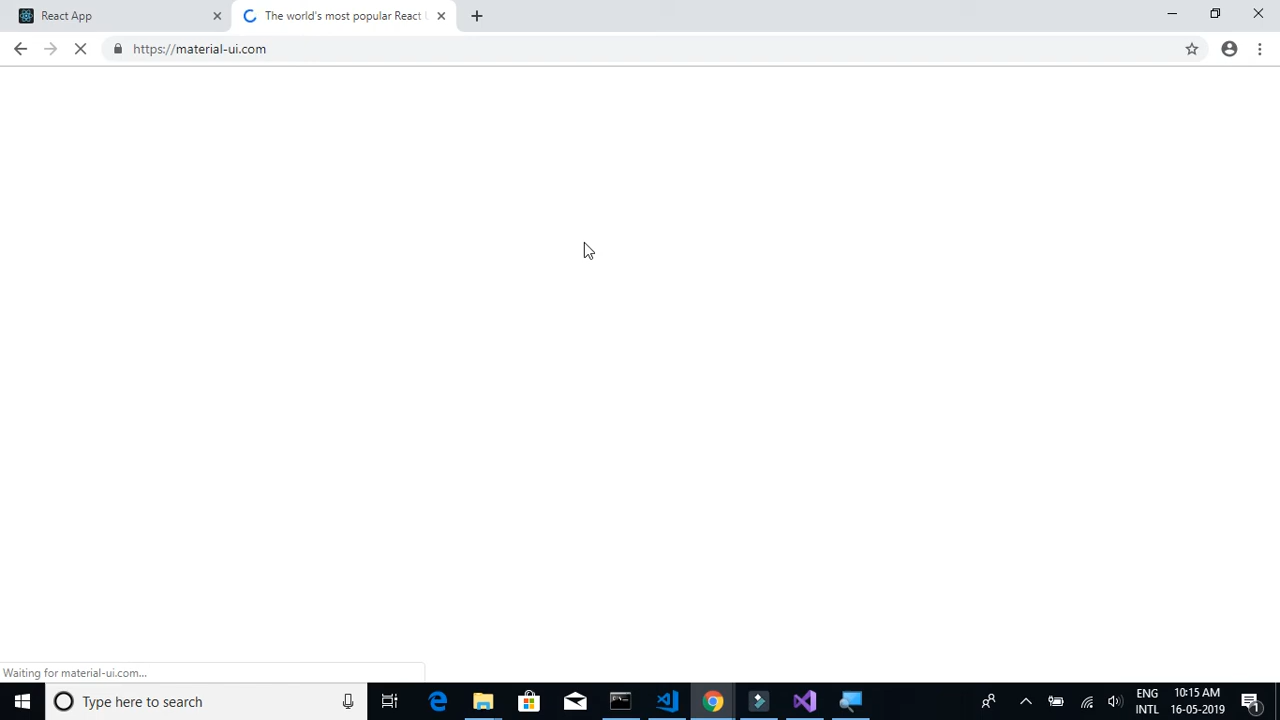 React App
The world's most popular React
https://material-ui.com
Waiting for material-ui.com...
Type here to search
ENG
INTL
10:15 AM
16-05-2019
1